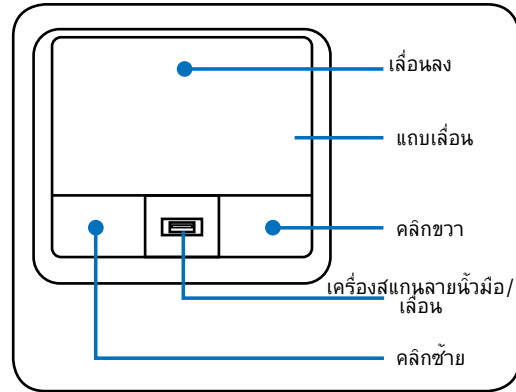 เลื่อนลง
แถบเลื่อน
คลิกขวา
เครื่องสแกนลายนิ้วมือ/
เลื่อน
คลิกซ้าย